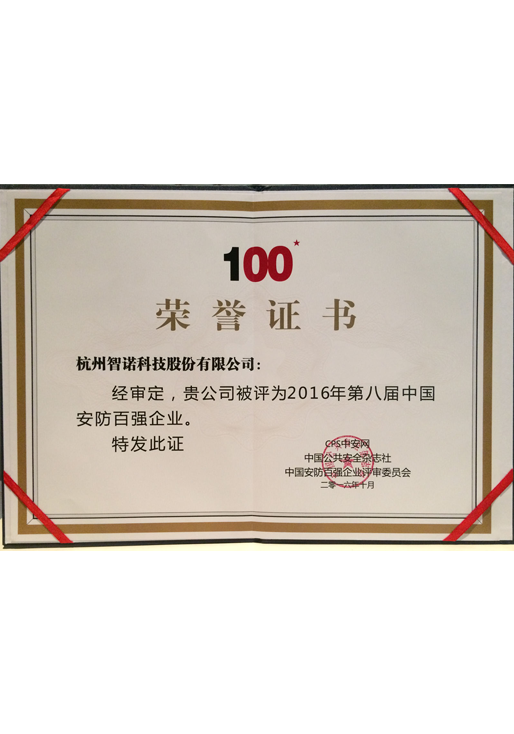 100
荣誉证书
杭州智诺科技股份有限公司：
经审定，贵公司被评为2016年第八届中国
安防百强企业。
特发此证
CPS中安网
中国公共安全杂志社
中国安防百强企业评审委员会
二零一六年十月